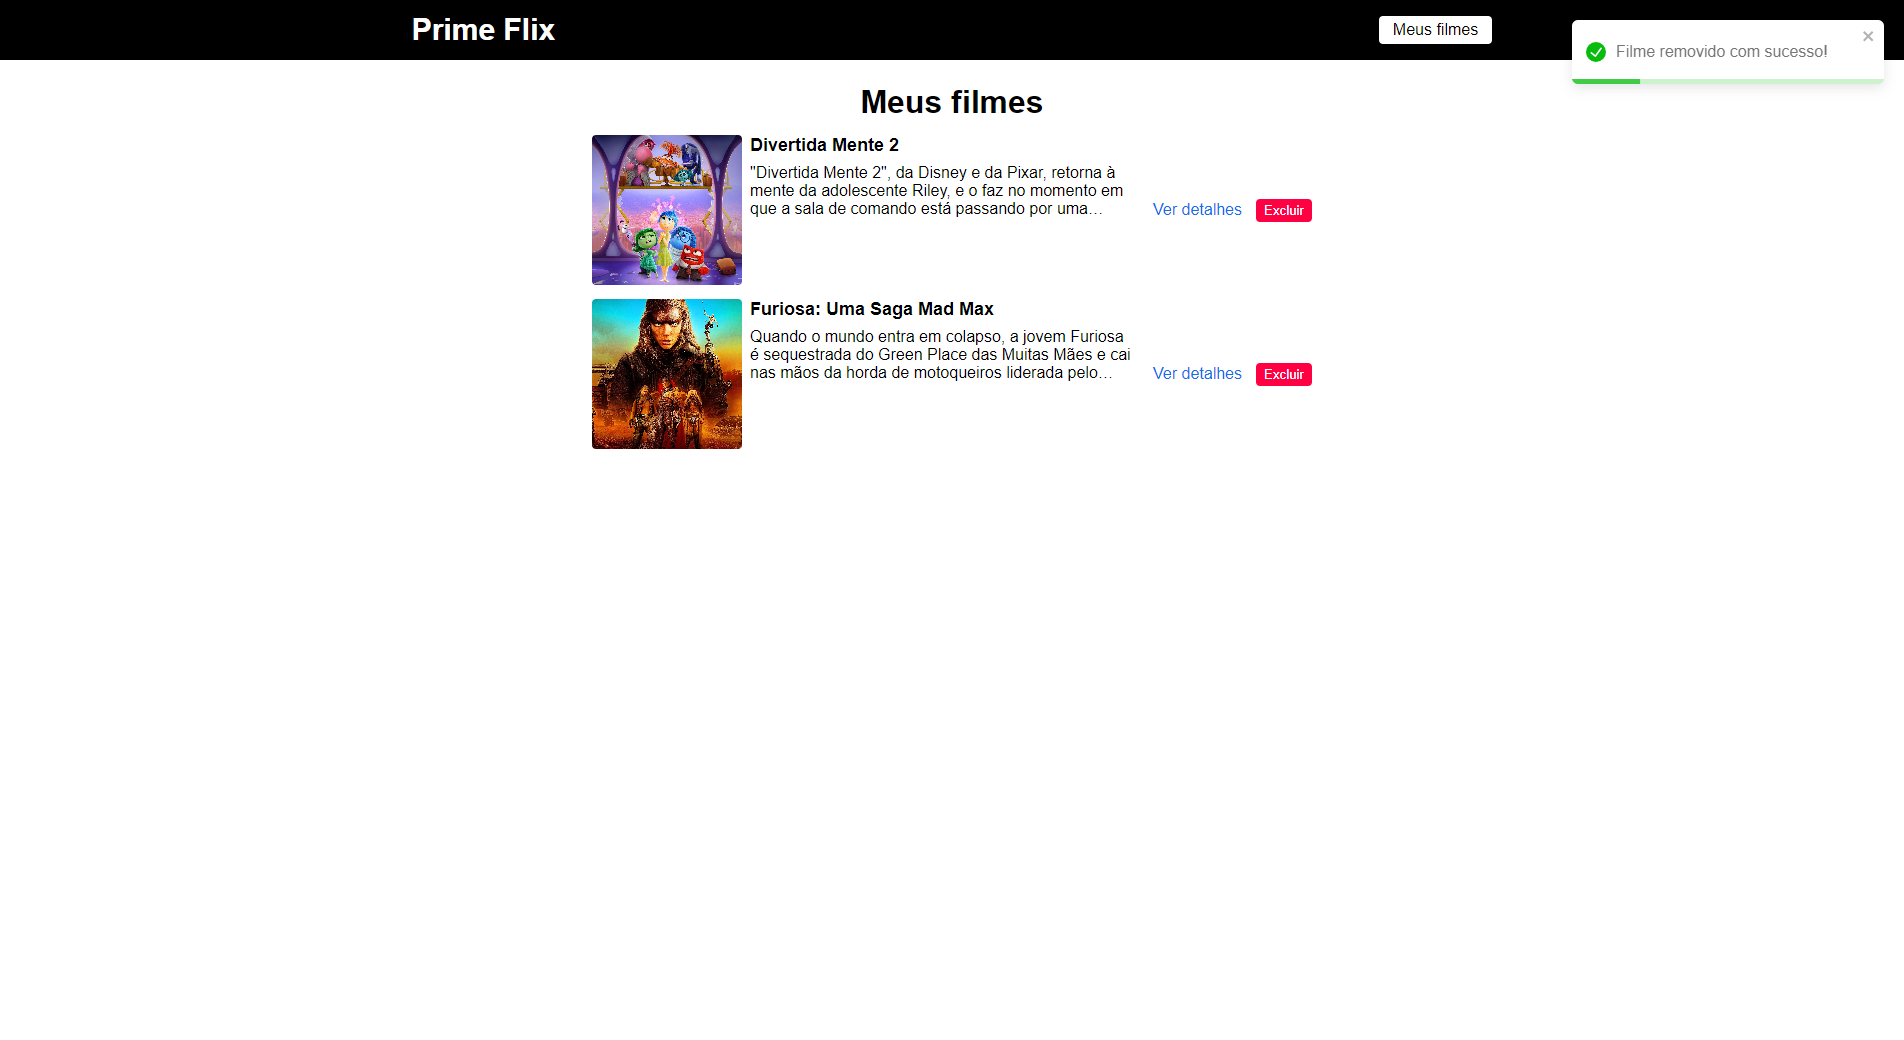 Prime Flix
Meus filmes
Filme removido com sucesso!
Meus filmes
Divertida Mente 2
"Divertida Mente 2", da Disney e da Pixar, retorna à
mente da adolescente Riley, e o faz no momento em
que a sala de comando está passando por uma…
Ver detalhes
Excluir
Furiosa: Uma Saga Mad Max
Quando o mundo entra em colapso, a jovem Furiosa
é sequestrada do Green Place das Muitas Mães e cai
nas mãos da horda de motoqueiros liderada pelo…
Ver detalhes
Excluir